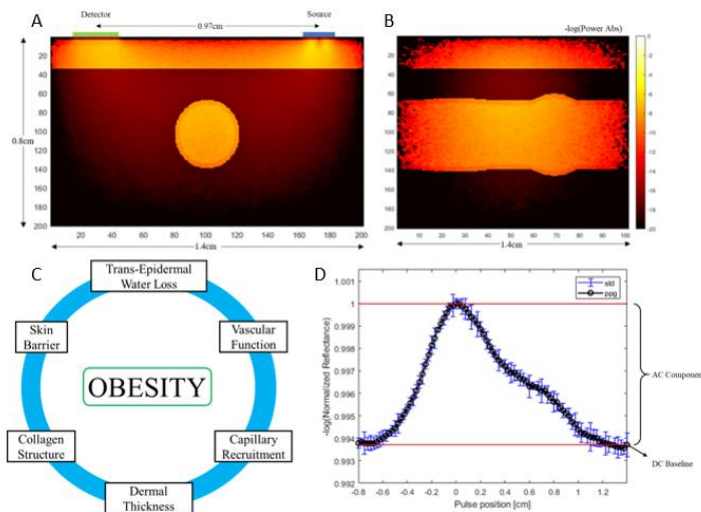 A
Detector
0.97cm
Source
B
-log(Power Abs)
20
40
60
80
100
120
140
160
180
200
0.8cm
20 40 60 80 100 120 140 160 180 200
1.4cm
20
40
60
80
100
120
140
160
180
200
10 20 30 40 50 60 70 80 90 100
1.4cm
0
-2
-4
-6
-8
-10
-12
-14
-16
-18
-20
C
Trans-Epidermal
Water Loss
Skin
Barrier
Vascular
Function
OBESITY
Collagen
Structure
Capillary
Recruitment
Dermal
Thickness
D
1.001
1
0.999
0.998
0.997
0.996
0.995
0.994
0.993
0.992
-log(Normalized Reflectance)
-0.8 -0.6 -0.4 -0.2 0 0.2 0.4 0.6 0.8 1 1.2
Pulse position [cm]
std
ppg
AC Component
DC Baseline